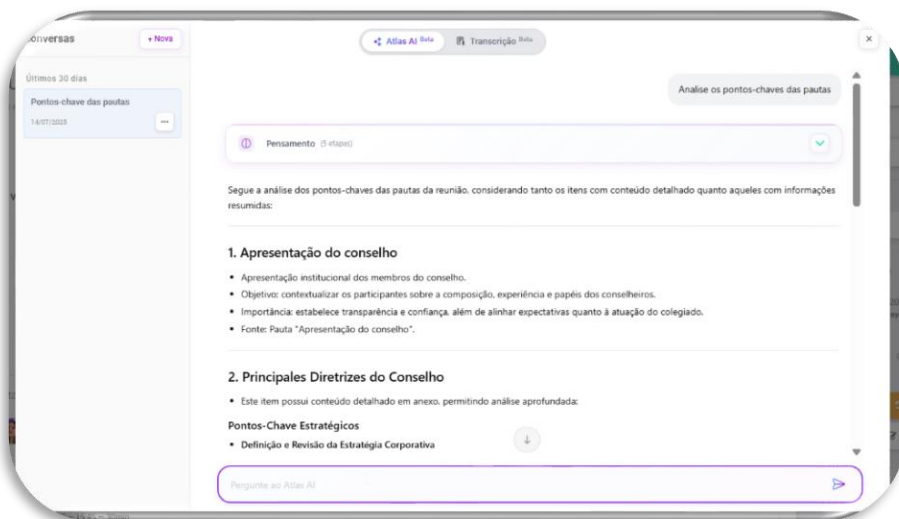 onversas
+ Nova
Atlas AI Beta
Transcrição Beta
Últimos 30 dias
Pontos-chave das pautas
14/07/2025
Analise os pontos-chaves das pautas
Pensamento (5 etapas)
Segue a análise dos pontos-chaves das pautas da reunião, considerando tanto os itens com conteúdo detalhado quanto aqueles com informações
resumidas:
1. Apresentação do conselho
• Apresentação institucional dos membros do conselho.
• Objetivo: contextualizar os participantes sobre a composição, experiência e papéis dos conselheiros.
• Importância: estabelece transparência e confiança, além de alinhar expectativas quanto à atuação do colegiado.
• Fonte: Pauta "Apresentação do conselho".
2. Principales Diretrizes do Conselho
• Este item possui conteúdo detalhado em anexo, permitindo análise aprofundada:
Pontos-Chave Estratégicos
• Definição e Revisão da Estratégia Corporativa
Pergunte ao Atlas AI